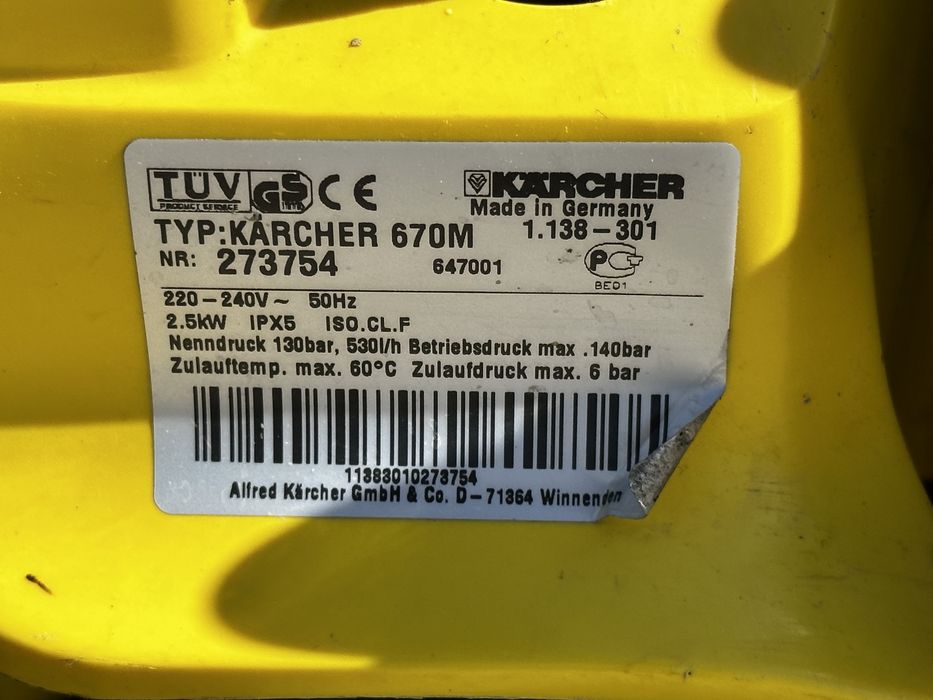 TÜV GS CE KÄRCHER
PRODUCT SERVICE
Made in Germany
TYP:KÄRCHER 670M 1.138-301
NR: 273754 647001
BE01
220-240V~ 50Hz
2.5kW IPX5 ISO.CL.F
Nenndruck 130bar, 530l/h Betriebsdruck max .140bar
Zulauftemp. max. 60°C Zulaufdruck max. 6 bar
11383010273754
Alfred Kärcher GmbH & Co. D-71364 Winnenden